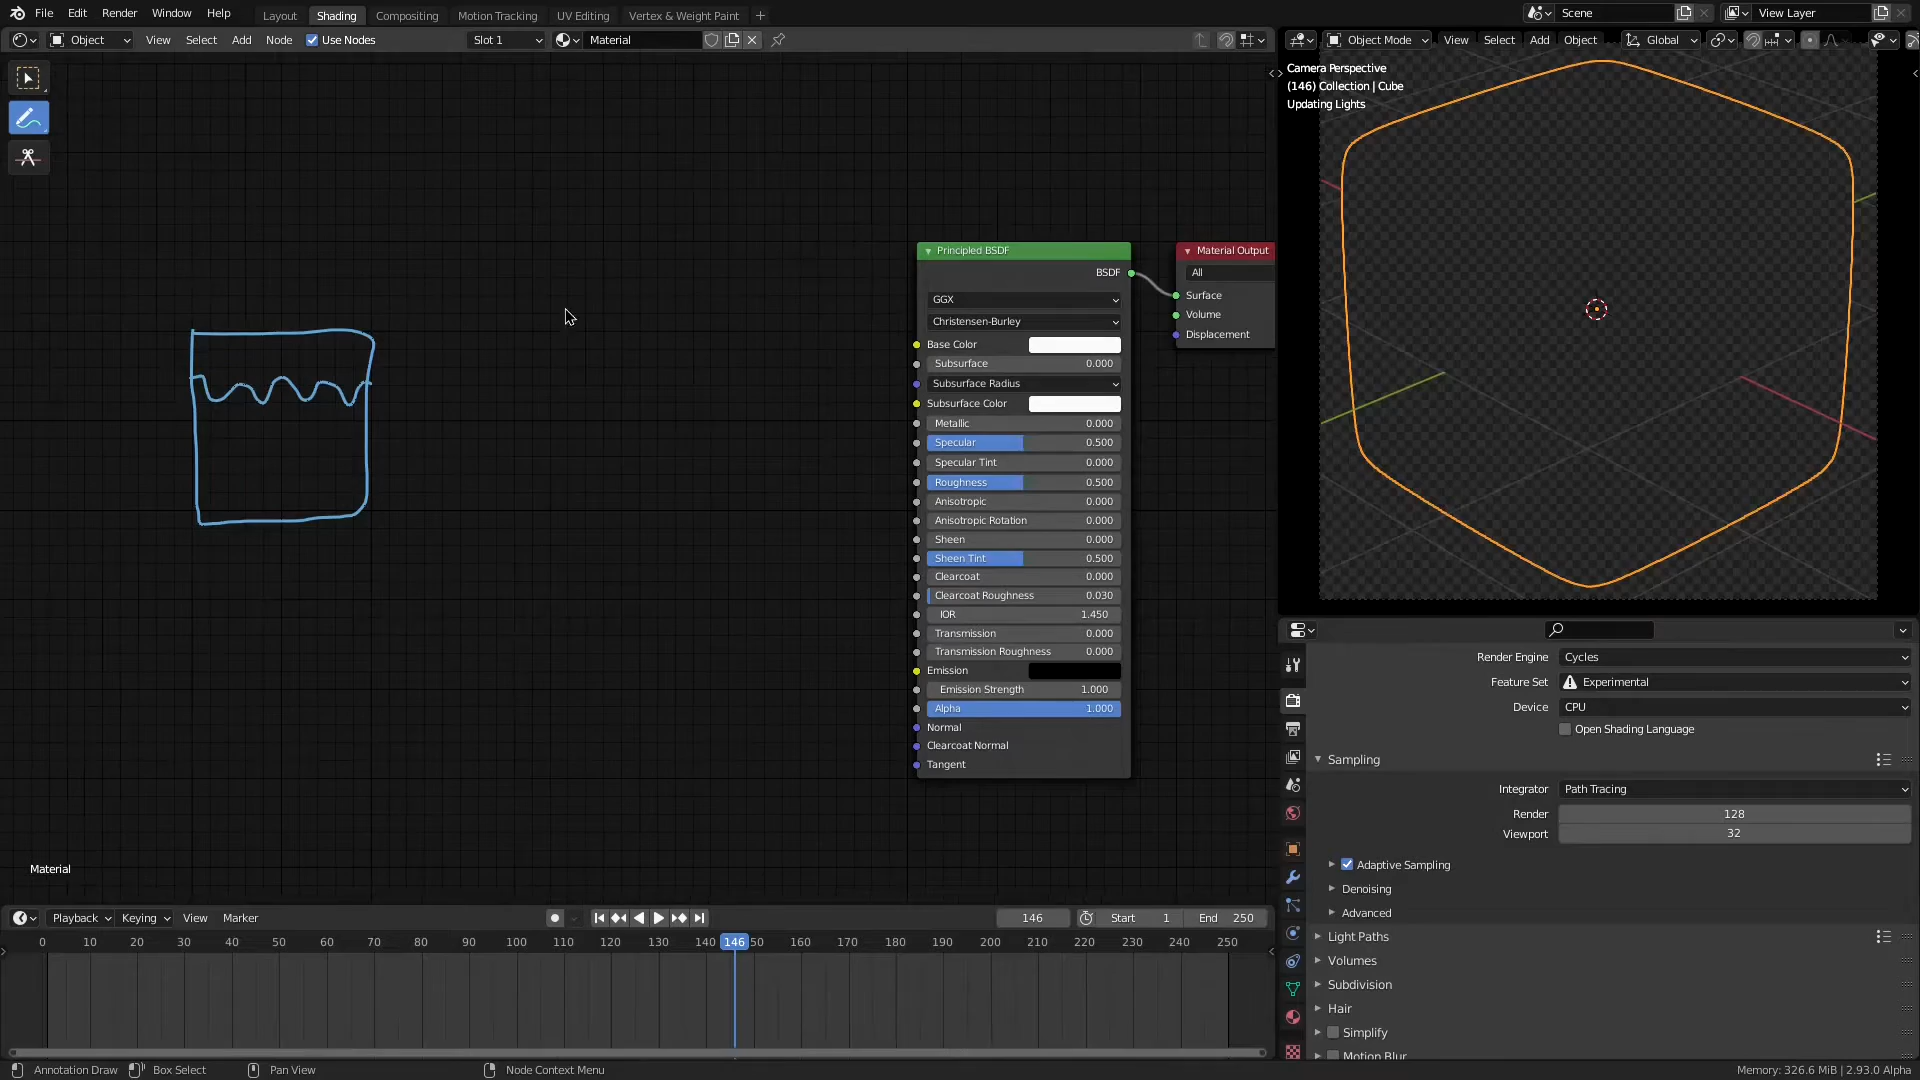 File Edit Render Window Help
Layout Shading Compositing Motion Tracking UV Editing Vertex & Weight Paint +
Scene View Layer
Object View Select Add Node Use Nodes Slot 1 Material
Object Mode View Select Add Object Global
Camera Perspective
(146) Collection | Cube
Updating Lights
Principled BSDF
BSDF
GGX
Christensen-Burley
Base Color
Subsurface 0.000
Subsurface Radius
Subsurface Color
Metallic 0.000
Specular 0.500
Specular Tint 0.000
Roughness 0.500
Anisotropic 0.000
Anisotropic Rotation 0.000
Sheen 0.000
Sheen Tint 0.500
Clearcoat 0.000
Clearcoat Roughness 0.030
IOR 1.450
Transmission 0.000
Transmission Roughness 0.000
Emission
Emission Strength 1.000
Alpha 1.000
Normal
Clearcoat Normal
Tangent
Material Output
All
Surface
Volume
Displacement
Material
Render Engine Cycles
Feature Set Experimental
Device CPU
Open Shading Language
Sampling
Integrator Path Tracing
Render 128
Viewport 32
Adaptive Sampling
Denoising
Advanced
Light Paths
Volumes
Subdivision
Hair
Simplify
Motion Blur
Playback Keying View Marker 146 Start 1 End 250
0 10 20 30 40 50 60 70 80 90 100 110 120 130 140 146 50 160 170 180 190 200 210 220 230 240 250
Annotation Draw Box Select Pan View Node Context Menu Memory: 326.6 MiB | 2.93.0 Alpha